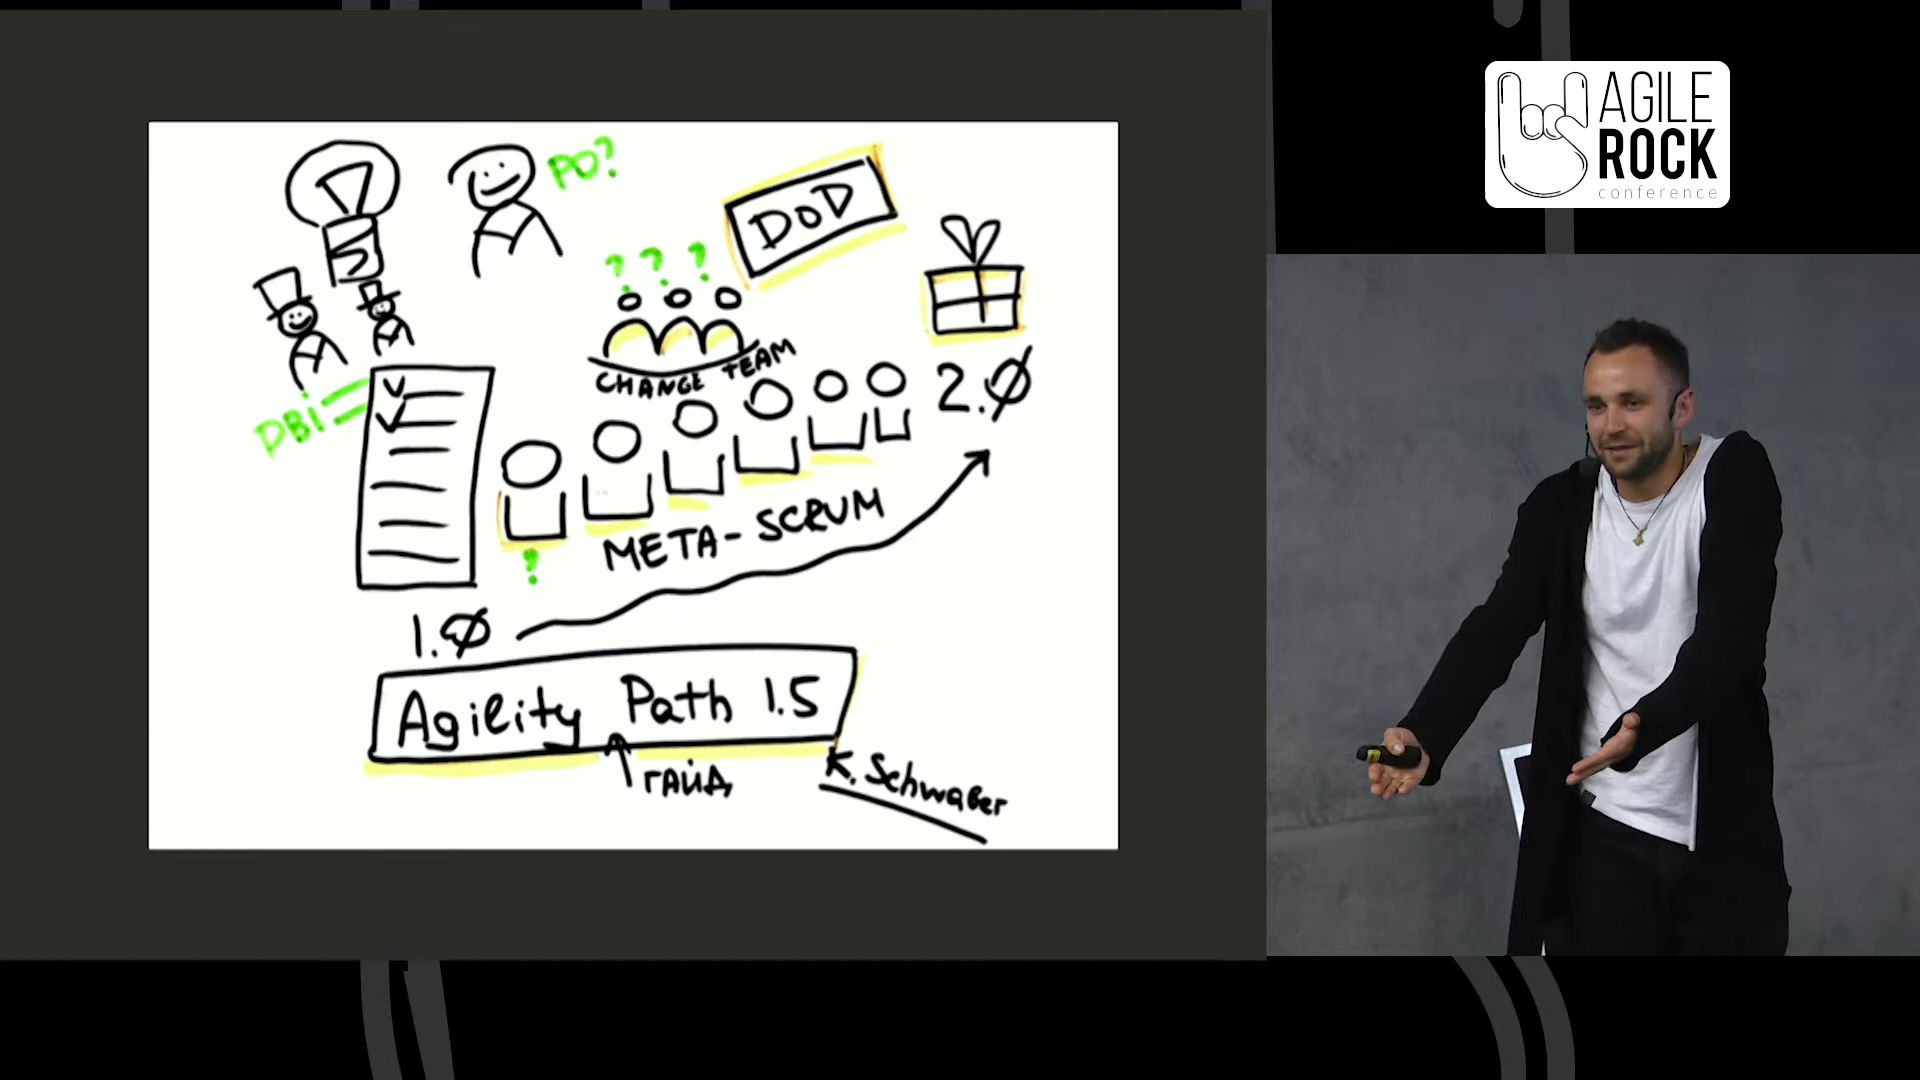 PO?
DOD
? ? ?
CHANGE TEAM
DBi
2.0
?
META-SCRUM
1.0
Agility Path 1.5
гайд
K. Schwaber
AGILE
ROCK
conference